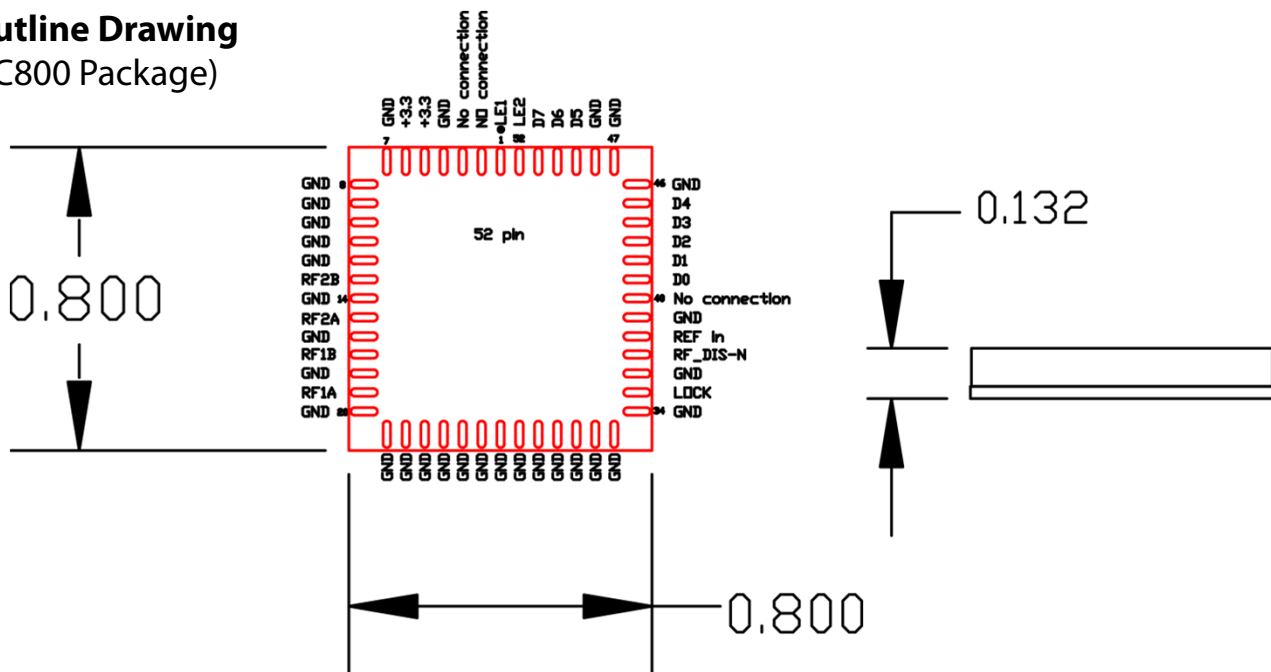 utline Drawing
C800 Package)
GND
+3.3
+3.3
GND
No connection
NO connection
LE1
LE2
D7
D6
D5
GND
GND
7
1
52
47
GND 8
GND
GND
GND
GND
RF2B
GND 14
RF2A
GND
RF1B
GND
RF1A
GND 20
52 pin
46 GND
D4
D3
D2
D1
D0
40 No connection
GND
REF in
RF_DIS-N
GND
LOCK
34 GND
GND
GND
GND
GND
GND
GND
GND
GND
GND
GND
GND
GND
GND
0.800
0.132
0.800